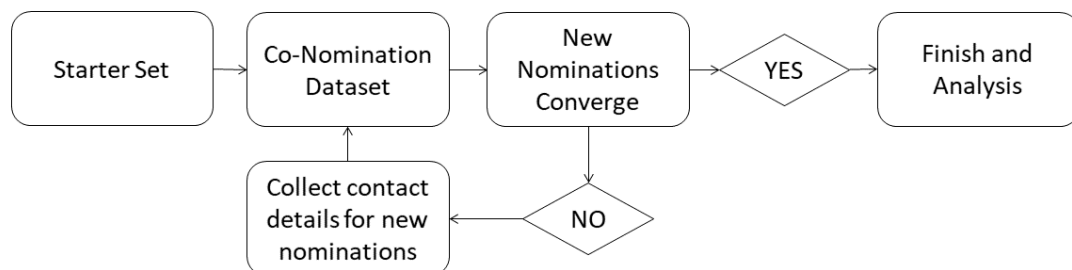 Starter Set
Co-Nomination
Dataset
New
Nominations
Converge
YES
Finish and
Analysis
Collect contact
details for new
nominations
NO